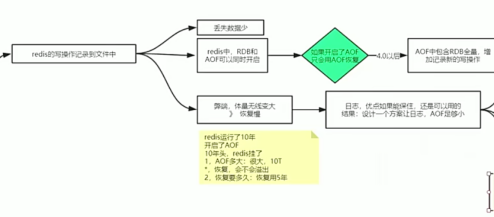 redis的写操作记录到文件中
丢失数据少
redis中，RDB和
AOF可以同时开启
如果开启了AOF
只会用AOF恢复
4.0以后
AOF中包含RDB全量，增
加记录新的写操作
弊端，体量无线变大
》 恢复慢
日志，优点如果能保住，还是可以用的
结果：设计一个方案让日志，AOF足够小
redis运行了10年
开启了AOF
10年头，redis挂了
1，AOF多大：很大，10T
*，恢复，会不会溢出
2，恢复要多久：恢复用5年